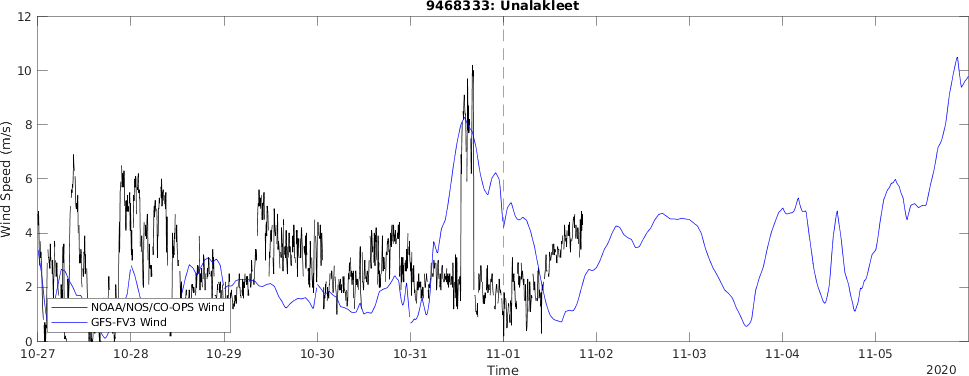 9468333: Unalakleet
12
10
8
6
4
2
0
Wind Speed (m/s)
NOAA/NOS/CO-OPS Wind
GFS-FV3 Wind
10-27 10-28 10-29 10-30 10-31 11-01 11-02 11-03 11-04 11-05
Time
2020